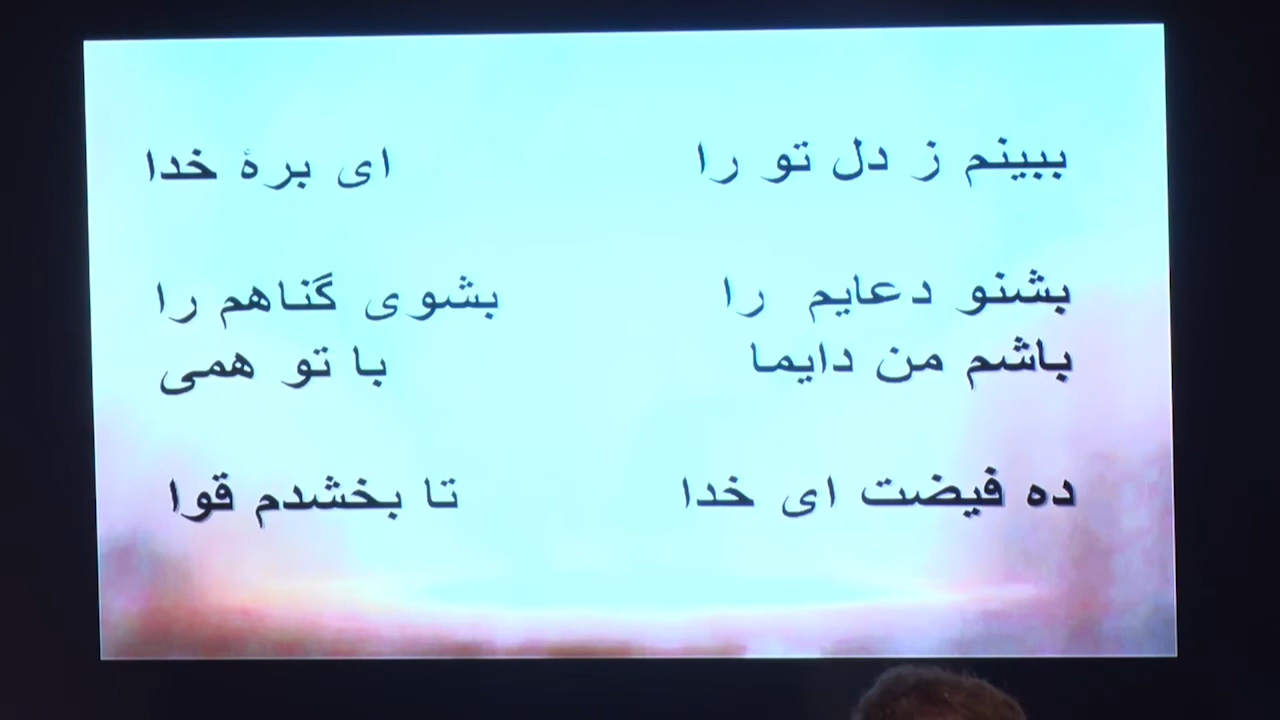 ببینم ز دل تو را ای برهٔ خدا
بشنو دعایم را بشوی گناهم را
باشم من دایما با تو همی
ده فیضت ای خدا تا بخشدم قوا